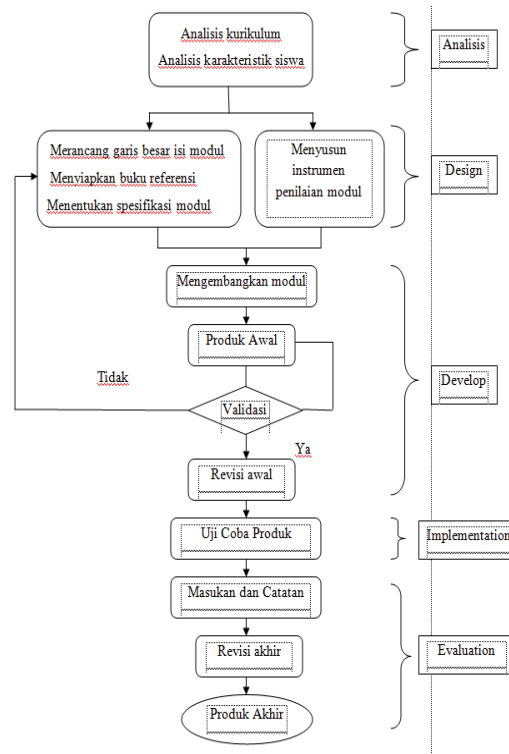 Analisis kurikulum
Analisis karakteristik siswa
Analisis
Merancang garis besar isi modul
Menyiapkan buku referensi
Menentukan spesifikasi modul
Menyusun
instrumen
penilaian modul
Design
Mengembangkan modul
Produk Awal
Tidak
Validasi
Develop
Ya
Revisi awal
Uji Coba Produk
Implementation
Masukan dan Catatan
Revisi akhir
Evaluation
Produk Akhir